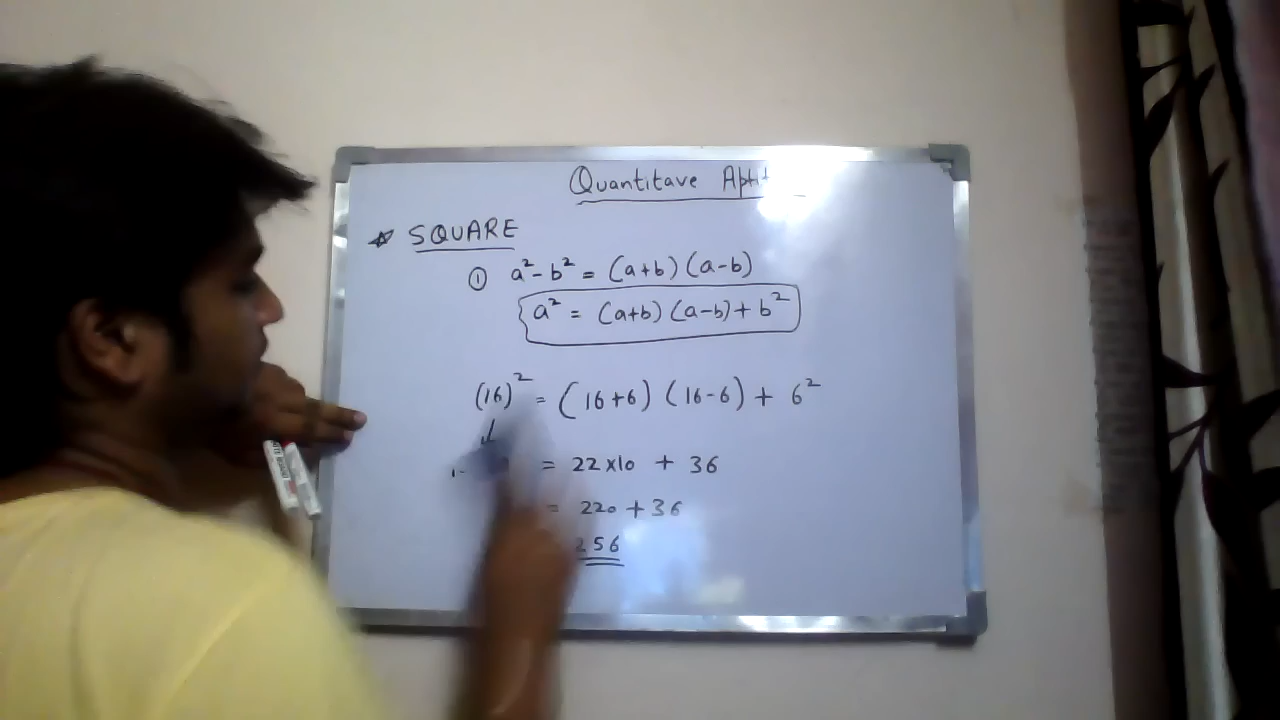 Quantitave Apti
☆ SQUARE
① a² - b² = (a+b) (a-b)
a² = (a+b) (a-b) + b²
(16)² = (16+6) (16-6) + 6²
= 22×10 + 36
= 220 + 36
256